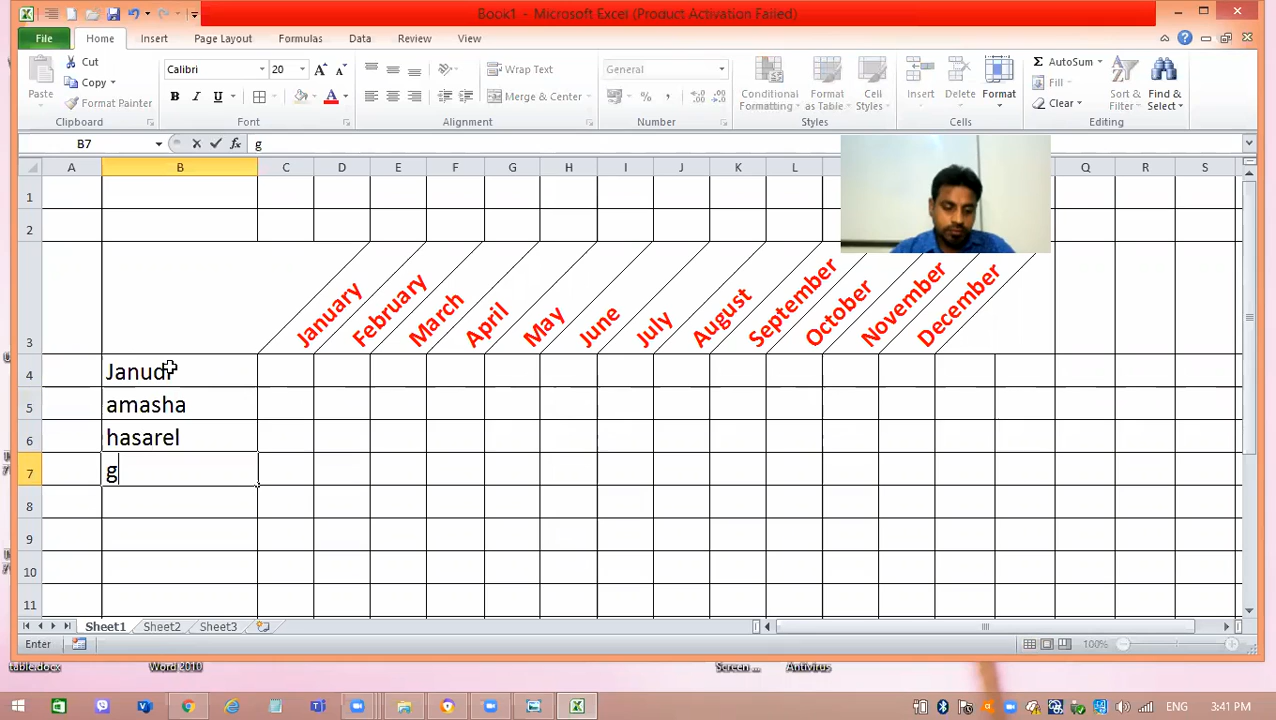 Book1 - Microsoft Excel (Product Activation Failed)
File Home Insert Page Layout Formulas Data Review View
Paste Cut Copy Format Painter Clipboard
Calibri 20 B I U A Font
Wrap Text Merge & Center Alignment
General % , Number
Conditional Formatting Format as Table Cell Styles Styles
Insert Delete Format Cells
Σ AutoSum Fill Clear Sort & Filter Find & Select Editing
B7 fx g
A B C D E F G H I J K L Q R S
1
2
3 January February March April May June July August September October November December
4
5 amasha
6 hasarel
7 g
8
9
10
11
Sheet1 Sheet2 Sheet3
Enter 100%
table.docx Word 2010 Screen ... Antivirus
ENG 3:41 PM